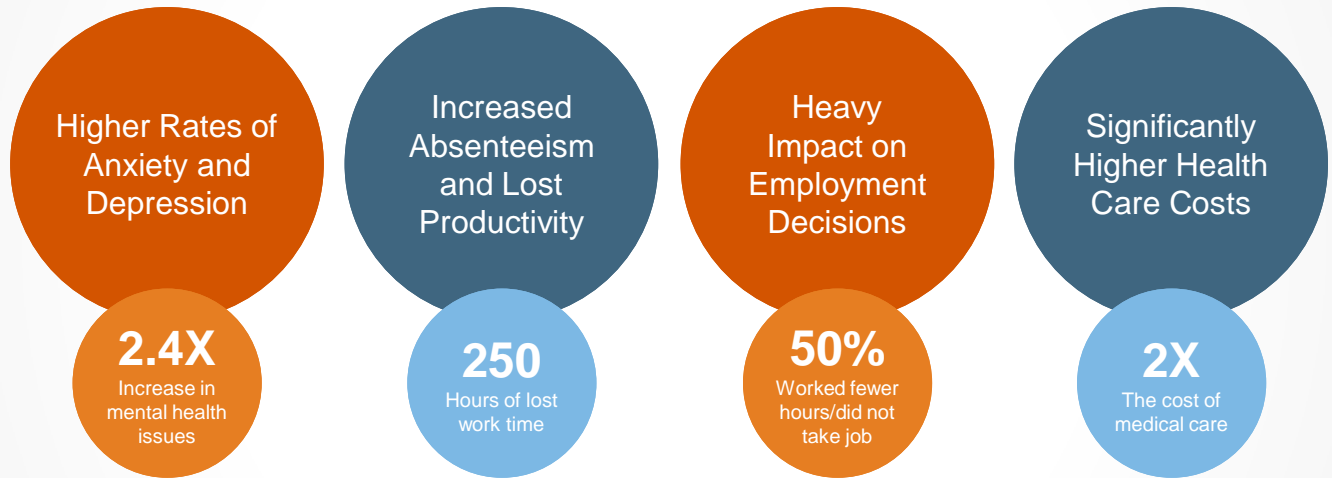 Higher Rates of
Anxiety and
Depression
2.4X
Increase in
mental health
issues
Increased
Absenteeism
and Lost
Productivity
250
Hours of lost
work time
Heavy
Impact on
Employment
Decisions
50%
Worked fewer
hours/did not
take job
Significantly
Higher Health
Care Costs
2X
The cost of
medical care